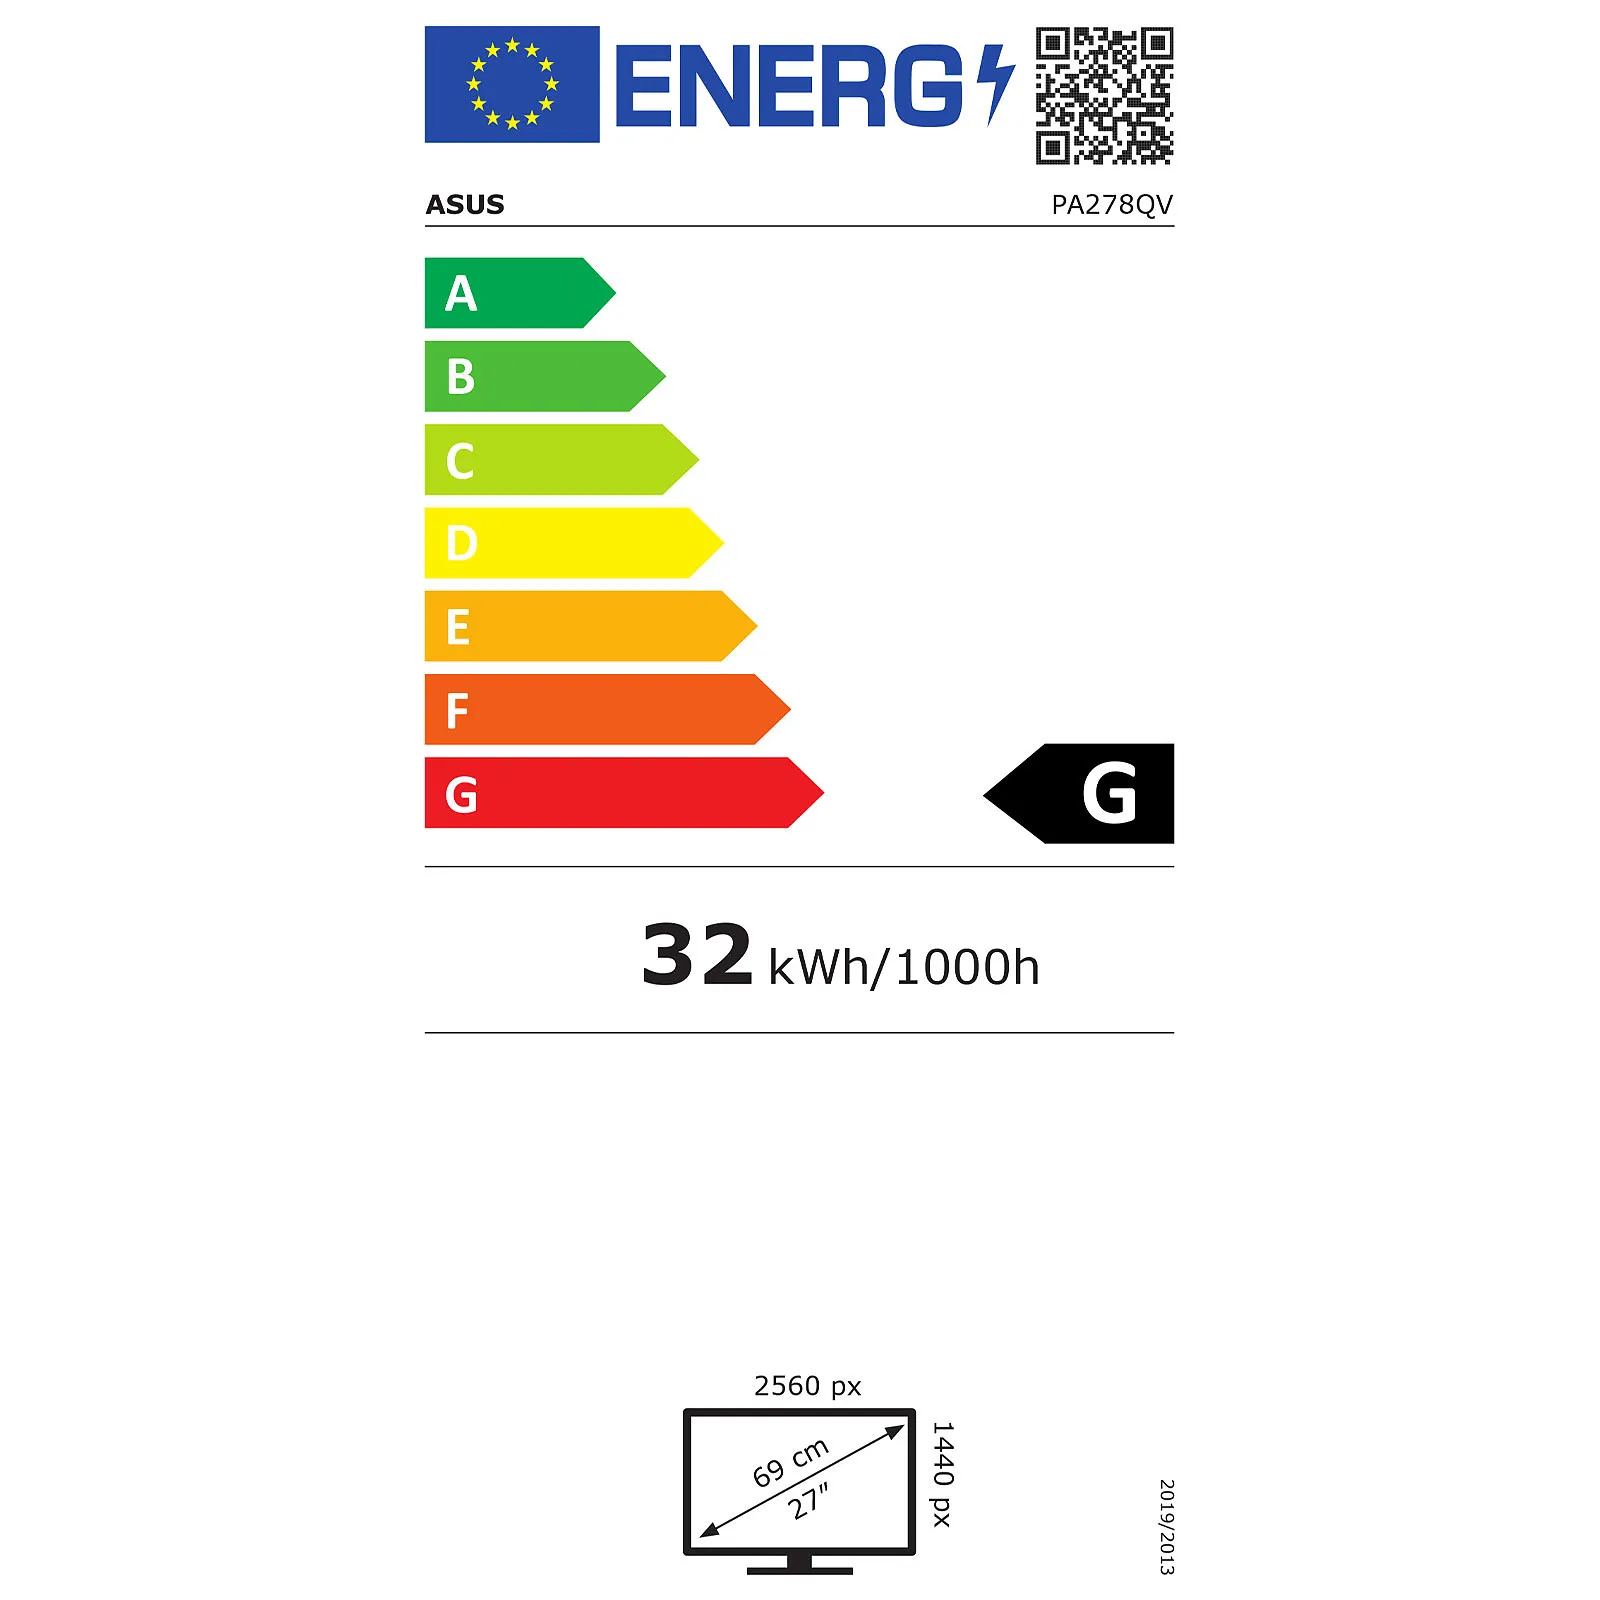 ENERG
ASUS
PA278QV
A
B
C
D
E
F
G
G
32 kWh/1000h
2560 px
1440 px
69 cm
27"
2019/2013